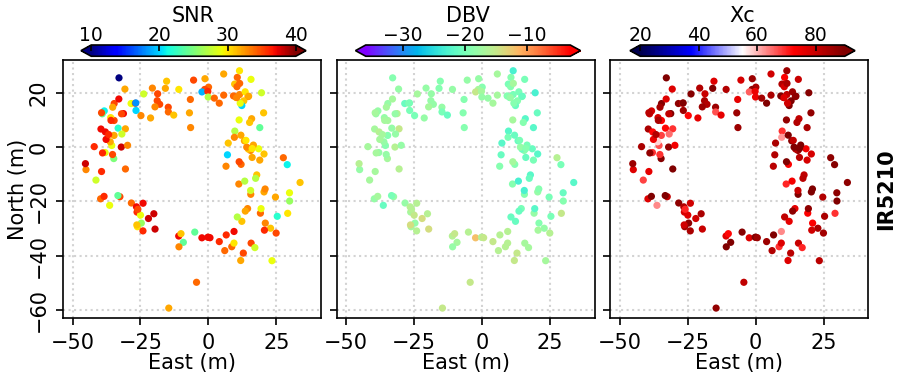 SNR DBV Xc
10 20 30 40 −30 −20 −10 20 40 60 80
20
0
−20
−40
−60
North (m)
IR5210
−50 −25 0 25 −50 −25 0 25 −50 −25 0 25
East (m) East (m) East (m)